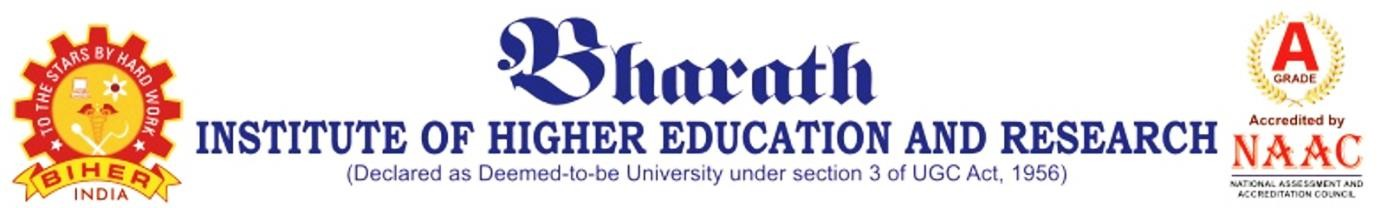 TO THE STARS BY HARD WORK
BIHER
INDIA
Bharath
INSTITUTE OF HIGHER EDUCATION AND RESEARCH
(Declared as Deemed-to-be University under section 3 of UGC Act, 1956)
A
GRADE
Accredited by
NAAC
NATIONAL ASSESSMENT AND
ACCREDITATION COUNCIL